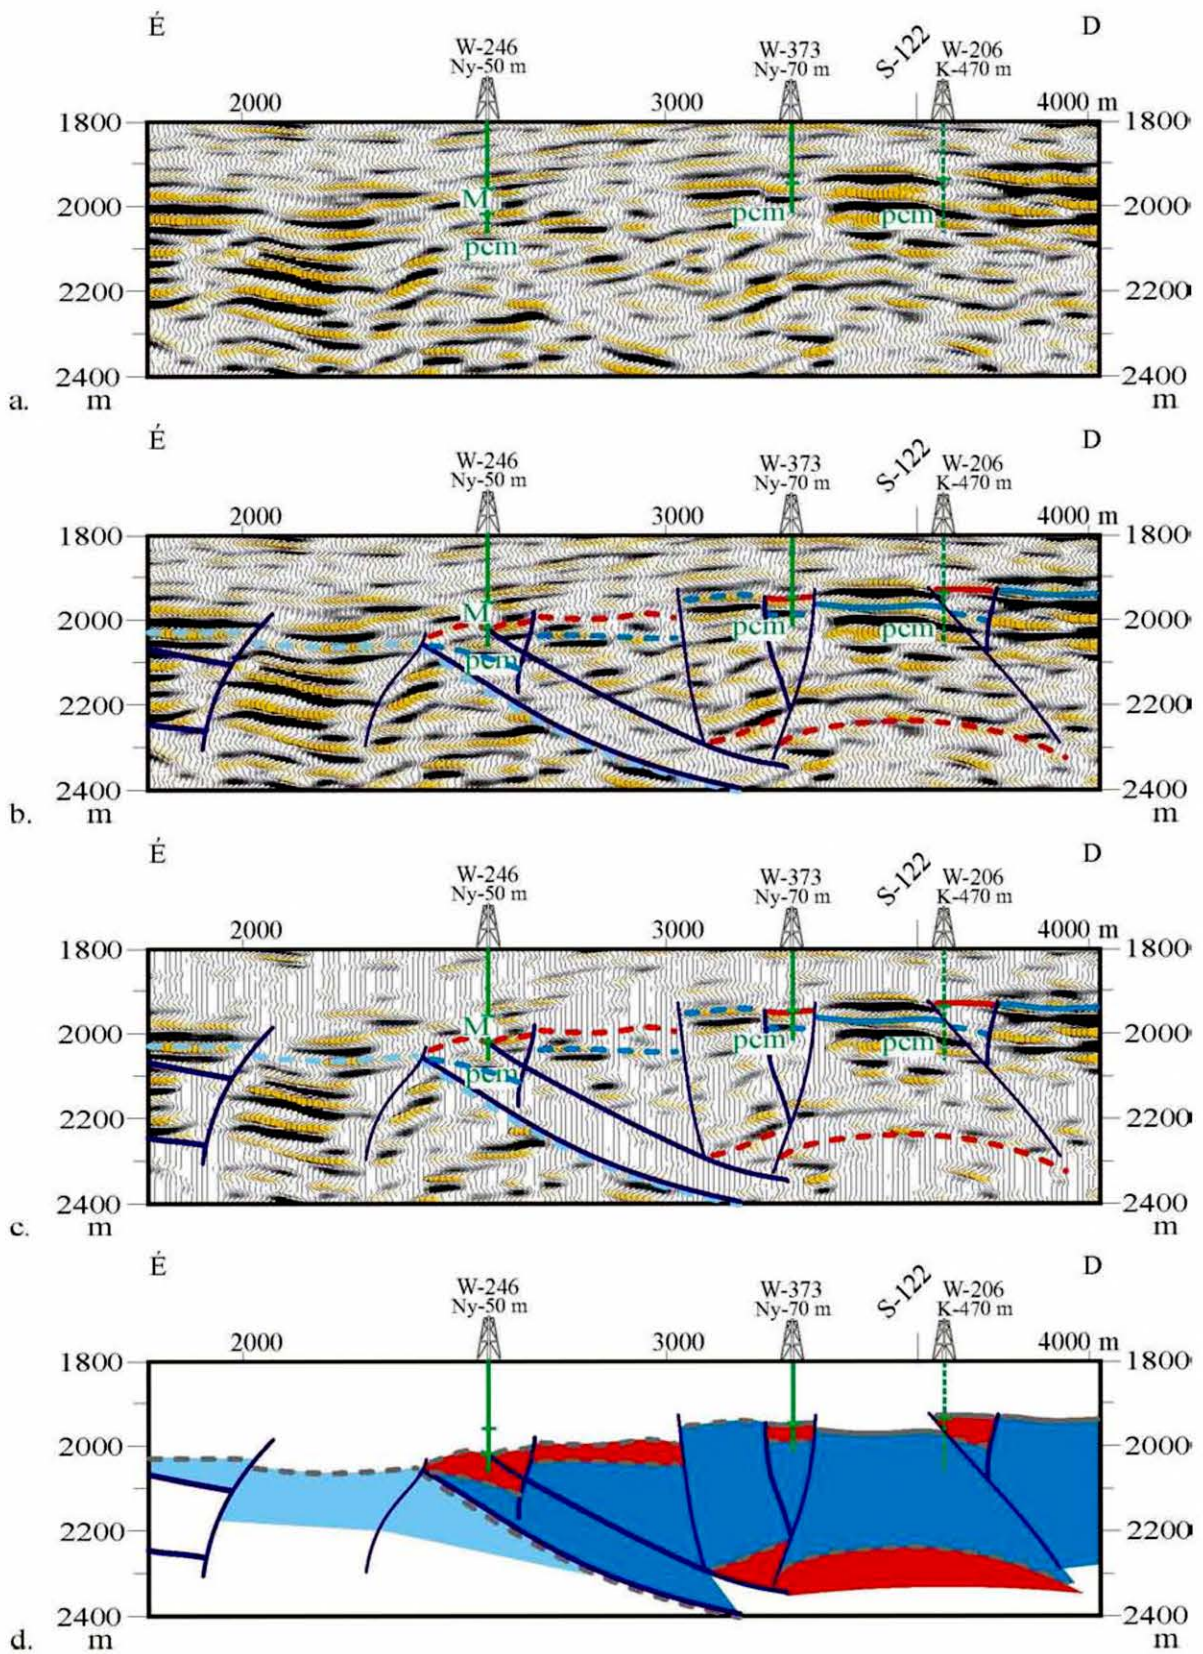 É D
W-246 W-373 S-122 W-206
Ny-50 m Ny-70 m K-470 m
2000 3000 4000 m
1800 1800
M
2000 pcm pcm 2000
pcm
2200 2200
2400 2400
a. m m
É D
W-246 W-373 S-122 W-206
Ny-50 m Ny-70 m K-470 m
2000 3000 4000 m
1800 1800
M
2000 pcm pcm 2000
pcm
2200 2200
2400 2400
b. m m
É D
W-246 W-373 S-122 W-206
Ny-50 m Ny-70 m K-470 m
2000 3000 4000 m
1800 1800
M
2000 pcm pcm 2000
pcm
2200 2200
2400 2400
c. m m
É D
W-246 W-373 S-122 W-206
Ny-50 m Ny-70 m K-470 m
2000 3000 4000 m
1800 1800
2000 2000
2200 2200
2400 2400
d. m m